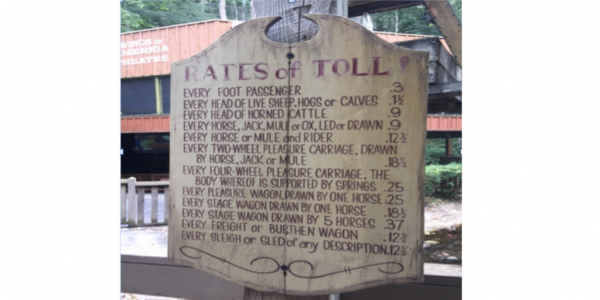 WINGS of
AMERICA
THEATRE
RATES of TOLL!
EVERY FOOT PASSENGER .3
EVERY HEAD OF LIVE SHEEP, HOGS or CALVES .1½
EVERY HEAD OF HORNED CATTLE .9
EVERY HORSE, JACK, MULE or OX, LED or DRAWN .9
EVERY HORSE or MULE and RIDER .12½
EVERY TWO-WHEEL PLEASURE CARRIAGE, DRAWN
BY HORSE, JACK or MULE .18½
EVERY FOUR-WHEEL PLEASURE CARRIAGE, THE
BODY WHEREOF IS SUPPORTED BY SPRINGS .25
EVERY PLEASURE WAGON, DRAWN BY ONE HORSE .25
EVERY STAGE WAGON DRAWN BY ONE HORSE .18½
EVERY STAGE WAGON DRAWN BY 5 HORSES .37
EVERY FREIGHT or BURTHEN WAGON .12½
EVERY SLEIGH or SLED of any DESCRIPTION .12½